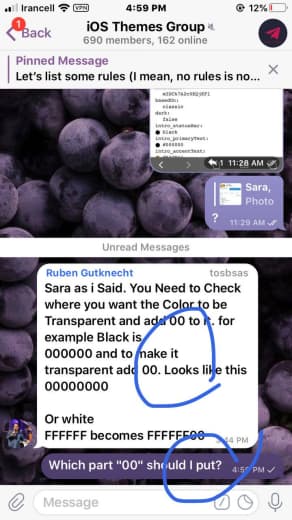 Irancell VPN 4:59 PM 12%
1
Back
iOS Themes Group
690 members, 162 online
Pinned Message
Let's list some rules (I mean, no rules is no...
basedOn:
classic
dark:
false
intro_statusBar:
black
intro_primaryText:
#000000
intro_accentText:
1 11:28 AM
Sara,
Photo
?
11:29 AM
Unread Messages
Ruben Gutknecht tosbsas
Sara as i Said. You Need to Check
where you want the Color to be
Transparent and add 00 to it. for
example Black is
000000 and to make it
transparent add 00. Looks like this
00000000
Or white
FFFFFF becomes FFFFFF00
:44 PM
Which part "00" should I put? 4:59 PM
Message